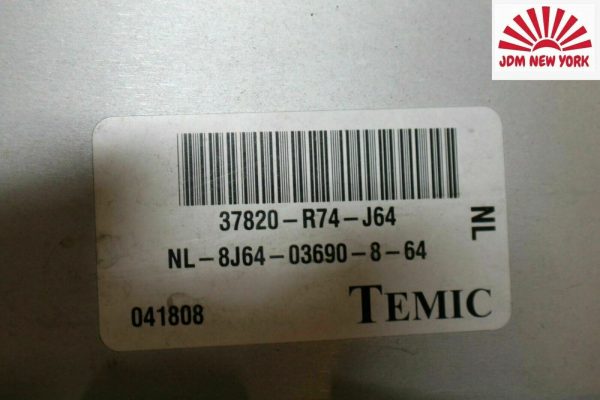 JDM NEW YORK
37820-R74-J64
NL-8J64-03690-8-64
NL
041808
TEMIC